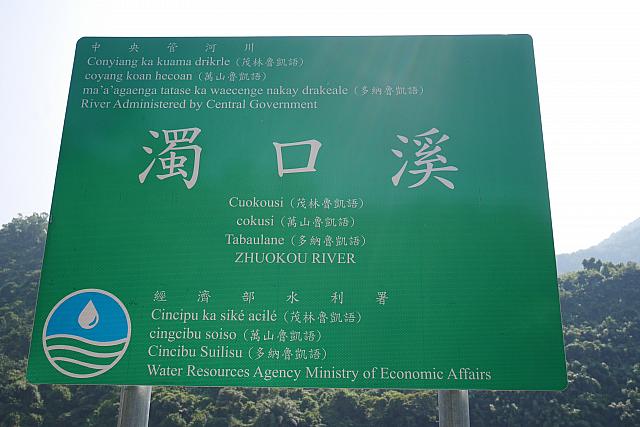 中央管河川
Conyiang ka kuama drikrle (茂林魯凱語)
coyang koan hecoan (萬山魯凱語)
ma'a'agaenga tatase ka waecenge nakay drakeale (多納魯凱語)
River Administered by Central Government
濁口溪
Cuokousi (茂林魯凱語)
cokusi (萬山魯凱語)
Tabaulane (多納魯凱語)
ZHUOKOU RIVER
經濟部水利署
Cincipu ka siké acilé (茂林魯凱語)
cingcibu soiso (萬山魯凱語)
Cincibu Suilisu (多納魯凱語)
Water Resources Agency Ministry of Economic Affairs